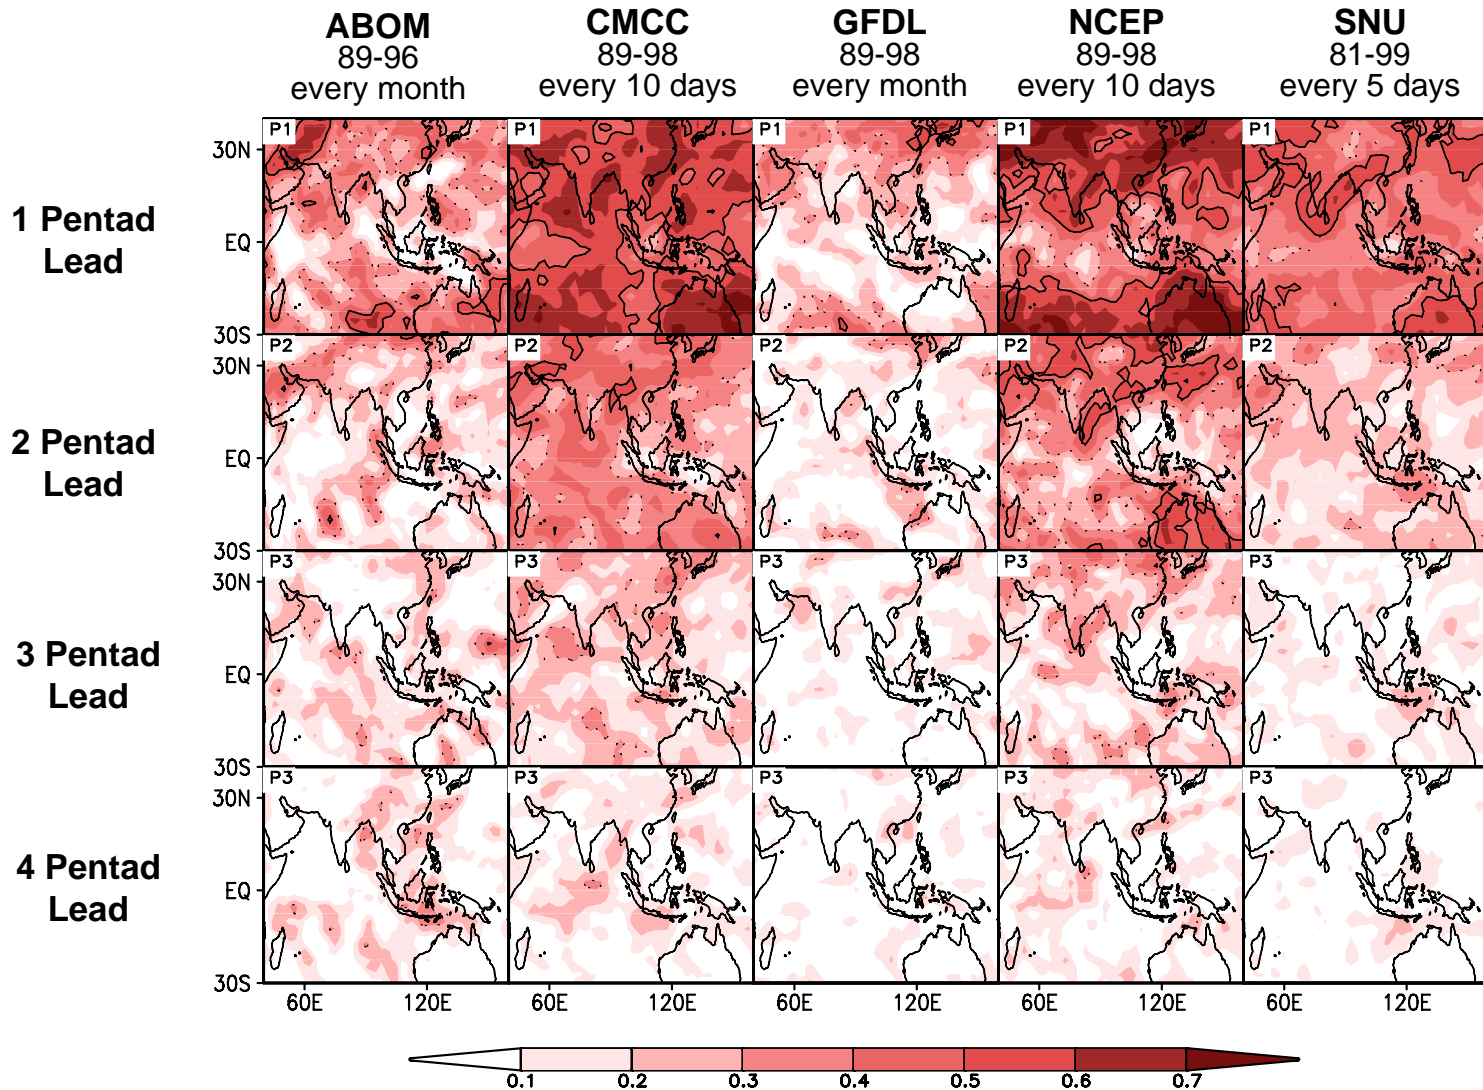 ABOM CMCC GFDL NCEP SNU
89-96 89-98 89-98 89-98 81-99
every month every 10 days every month every 10 days every 5 days
P1 P1 P1 P1 P1
30N
1 Pentad
EQ
Lead
30S
P2 P2 P2 P2 P2
30N
2 Pentad
EQ
Lead
30S
P3 P3 P3 P3 P3
30N
3 Pentad
EQ
Lead
30S
P3 P3 P3 P3 P3
30N
4 Pentad
EQ
Lead
30S
60E 120E 60E 120E 60E 120E 60E 120E 60E 120E
0.1 0.2 0.3 0.4 0.5 0.6 0.7